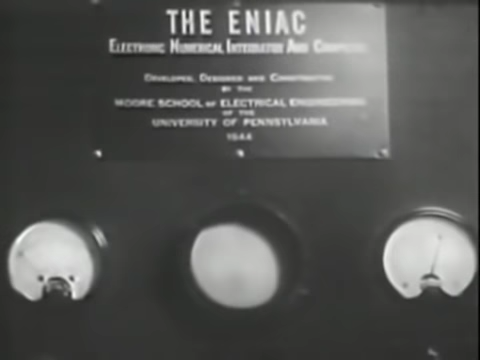 THE ENIAC
ELECTRONIC NUMERICAL INTEGRATOR AND COMPUTER
DEVELOPED, DESIGNED AND CONSTRUCTED
BY THE
MOORE SCHOOL OF ELECTRICAL ENGINEERING
OF THE
UNIVERSITY OF PENNSYLVANIA
1944